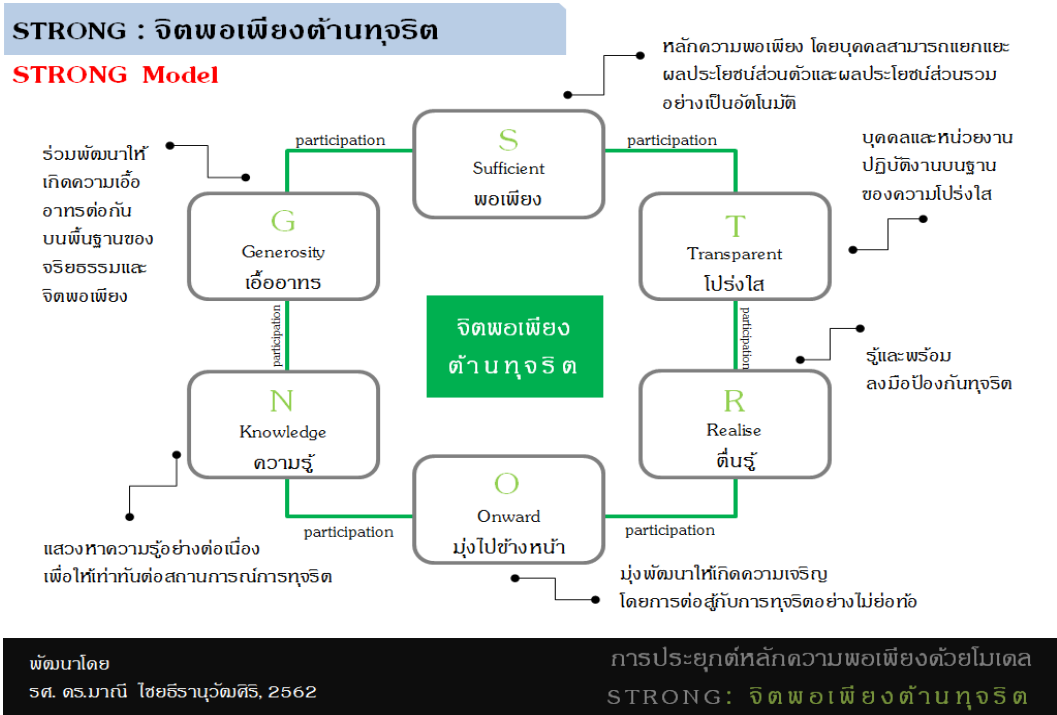 STRONG : จิตพอเพียงต้านทุจริต
STRONG Model
หลักความพอเพียง โดยบุคคลสามารถแยกแยะ
ผลประโยชน์ส่วนตัวและผลประโยชน์ส่วนรวม
อย่างเป็นอัตโนมัติ
participation
S
Sufficient
พอเพียง
participation
บุคคลและหน่วยงาน
ปฏิบัติงานบนฐาน
ของความโปร่งใส
ร่วมพัฒนาให้
เกิดความเอื้อ
อาทรต่อกัน
บนพื้นฐานของ
จริยธรรมและ
จิตพอเพียง
G
Generosity
เอื้ออาทร
T
Transparent
โปร่งใส
จิตพอเพียง
ต้านทุจริต
participation
participation
รู้และพร้อม
ลงมือป้องกันทุจริต
N
Knowledge
ความรู้
R
Realise
ตื่นรู้
O
Onward
มุ่งไปข้างหน้า
participation
participation
แสวงหาความรู้อย่างต่อเนื่อง
เพื่อให้เท่าทันต่อสถานการณ์การทุจริต
มุ่งพัฒนาให้เกิดความเจริญ
โดยการต่อสู้กับการทุจริตอย่างไม่ย่อท้อ
พัฒนาโดย
รศ. ดร.มาณี ไชยธีรานุวัฒศิริ, 2562
การประยุกต์หลักความพอเพียงด้วยโมเดล
STRONG: จิตพอเพียงต้านทุจริต